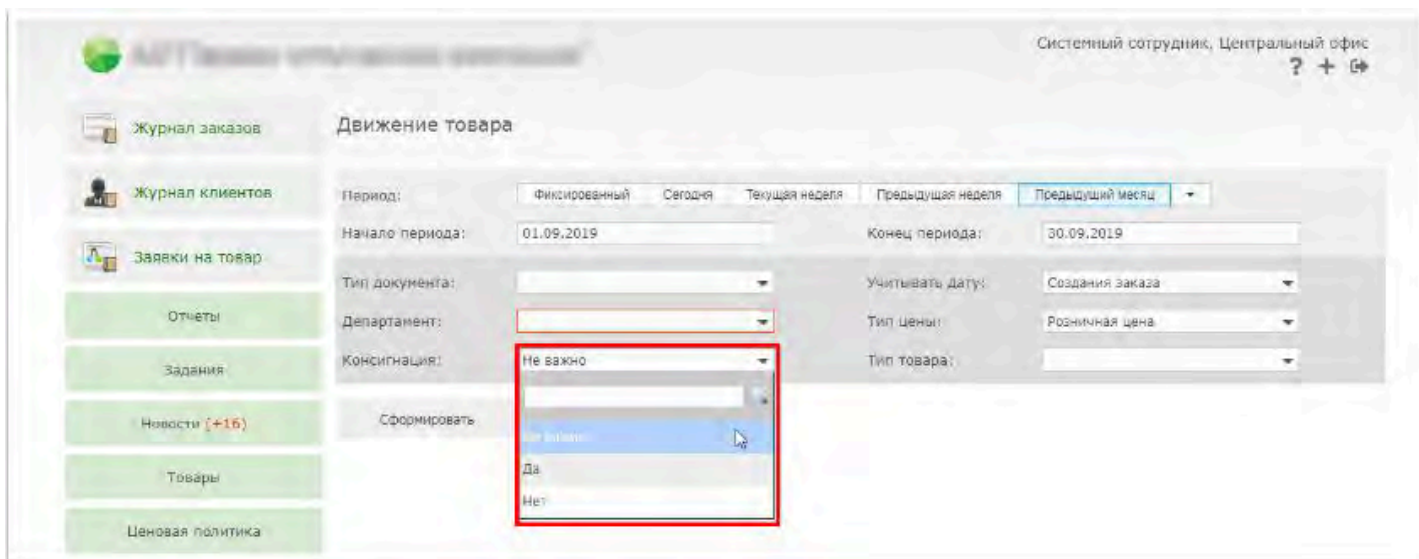 Системный сотрудник, Центральный офис
Журнал заказов
Движение товара
Журнал клиентов
Период:
Фиксированный Сегодня Текущая неделя Предыдущая неделя Предыдущий месяц
Начало периода: 01.09.2019 Конец периода: 30.09.2019
Заявки на товар
Тип документа: Учитывать дату: Создания заказа
Отчеты
Департамент: Тип цены: Розничная цена
Задания
Консигнация: Не важно Тип товара:
Новости (+16)
Сформировать
Не важно
Товары
Да
Нет
Ценовая политика